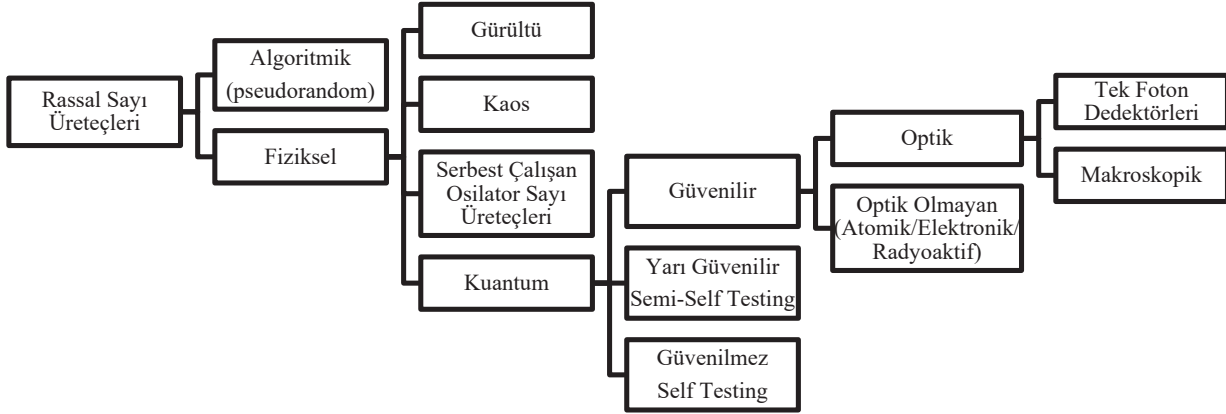 Rassal Sayı
Üreteçleri
Algoritmik
(pseudorandom)
Fiziksel
Gürültü
Kaos
Serbest Çalışan
Osilator Sayı
Üreteçleri
Kuantum
Güvenilir
Yarı Güvenilir
Semi-Self Testing
Güvenilmez
Self Testing
Optik
Optik Olmayan
(Atomik/Elektronik/
Radyoaktif)
Tek Foton
Dedektörleri
Makroskopik